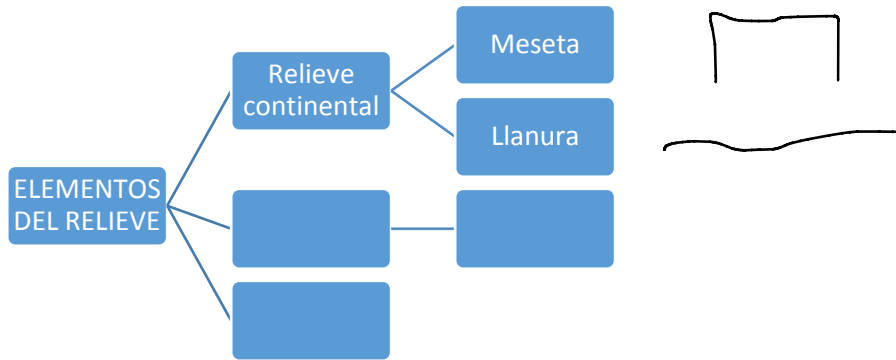 Meseta
Relieve
continental
Llanura
ELEMENTOS
DEL RELIEVE